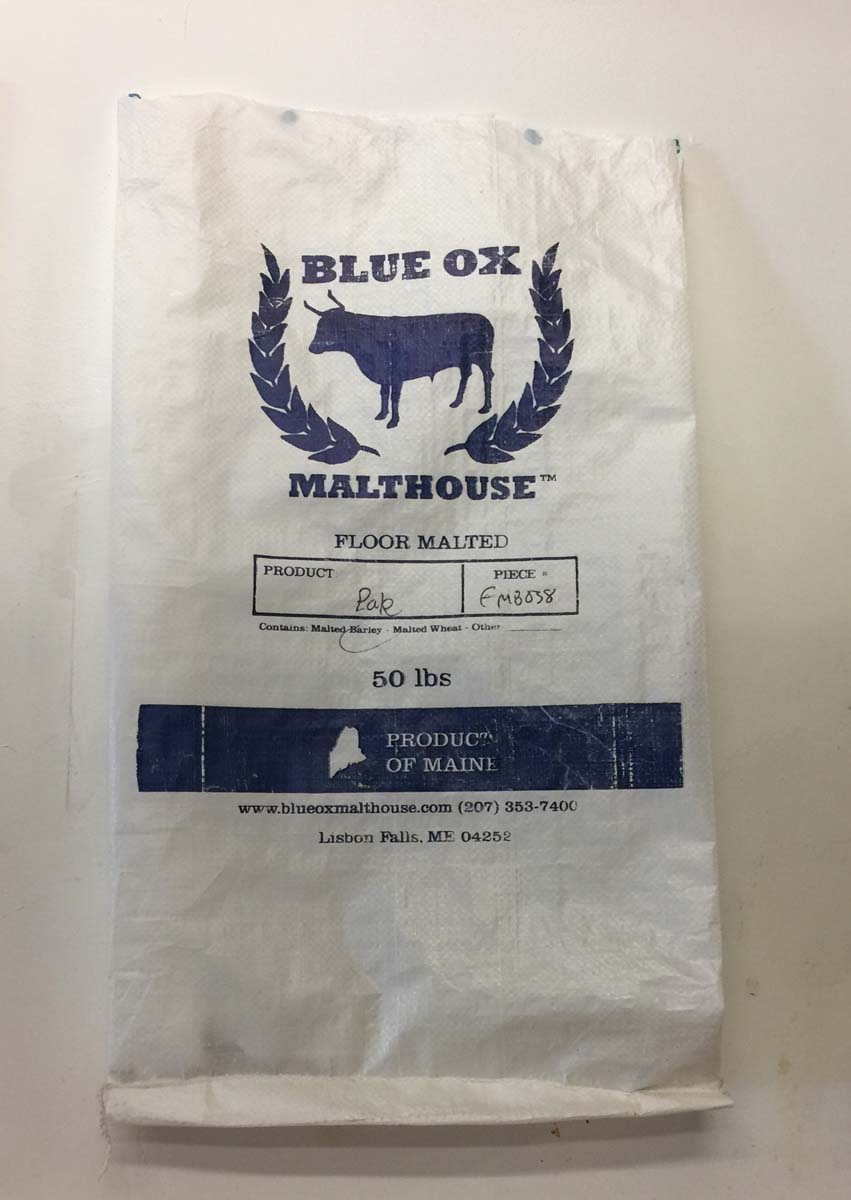 BLUE OX
MALTHOUSE™
FLOOR MALTED
PRODUCT
Pale
PIECE #
FMB038
Contains: Malted Barley - Malted Wheat - Other
50 lbs
PRODUCT
OF MAINE
www.blueoxmalthouse.com (207) 353-7400
Lisbon Falls, ME 04252